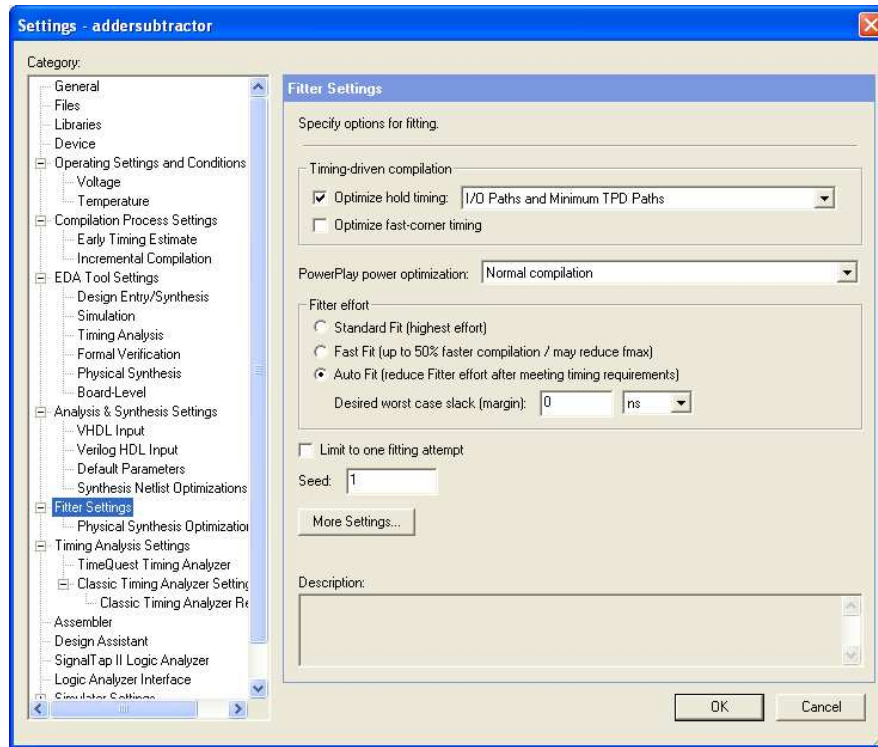 Settings - addersubtractor
Category:
General
Files
Libraries
Device
Operating Settings and Conditions
Voltage
Temperature
Compilation Process Settings
Early Timing Estimate
Incremental Compilation
EDA Tool Settings
Design Entry/Synthesis
Simulation
Timing Analysis
Formal Verification
Physical Synthesis
Board-Level
Analysis & Synthesis Settings
VHDL Input
Verilog HDL Input
Default Parameters
Synthesis Netlist Optimizations
Fitter Settings
Physical Synthesis Optimization
Timing Analysis Settings
TimeQuest Timing Analyzer
Classic Timing Analyzer Setting
Classic Timing Analyzer Re
Assembler
Design Assistant
SignalTap II Logic Analyzer
Logic Analyzer Interface
Simulator Settings
Fitter Settings
Specify options for fitting.
Timing-driven compilation
Optimize hold timing: I/O Paths and Minimum TPD Paths
Optimize fast-corner timing
PowerPlay power optimization: Normal compilation
Fitter effort
Standard Fit (highest effort)
Fast Fit (up to 50% faster compilation / may reduce fmax)
Auto Fit (reduce Fitter effort after meeting timing requirements)
Desired worst case slack (margin): 0 ns
Limit to one fitting attempt
Seed: 1
More Settings...
Description:
OK Cancel